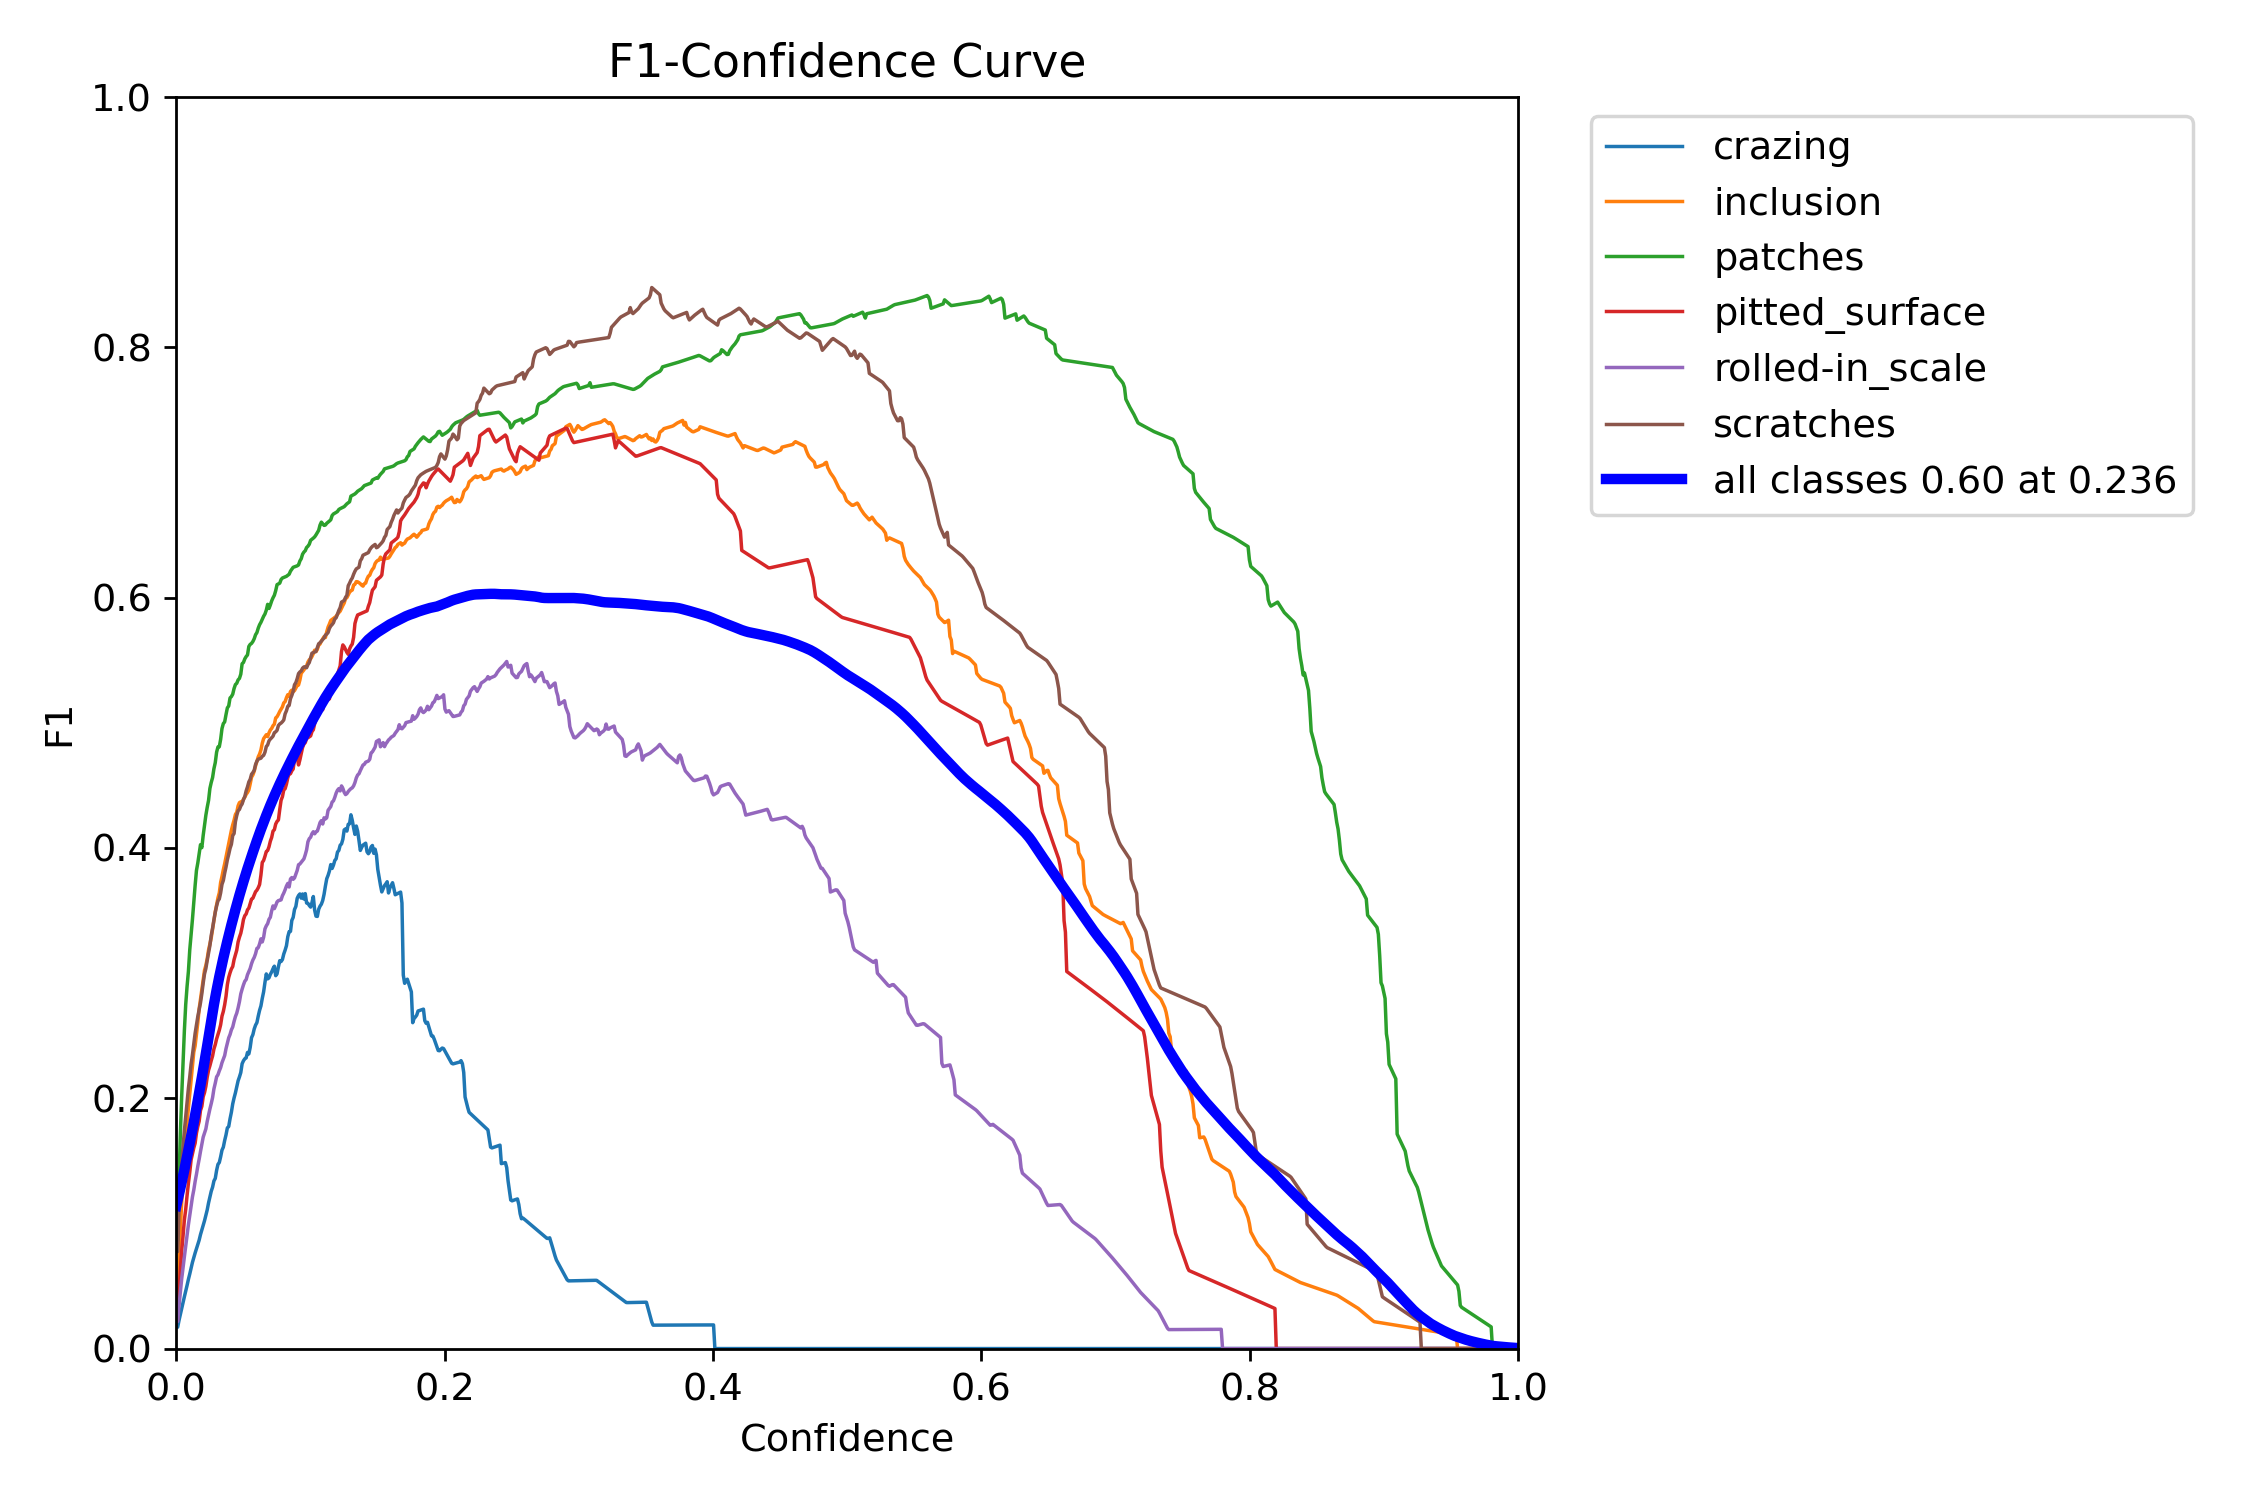 F1-Confidence Curve
1.0
0.8
0.6
0.4
0.2
0.0
F1
0.0 0.2 0.4 0.6 0.8 1.0
Confidence
crazing
inclusion
patches
pitted_surface
rolled-in_scale
scratches
all classes 0.60 at 0.236